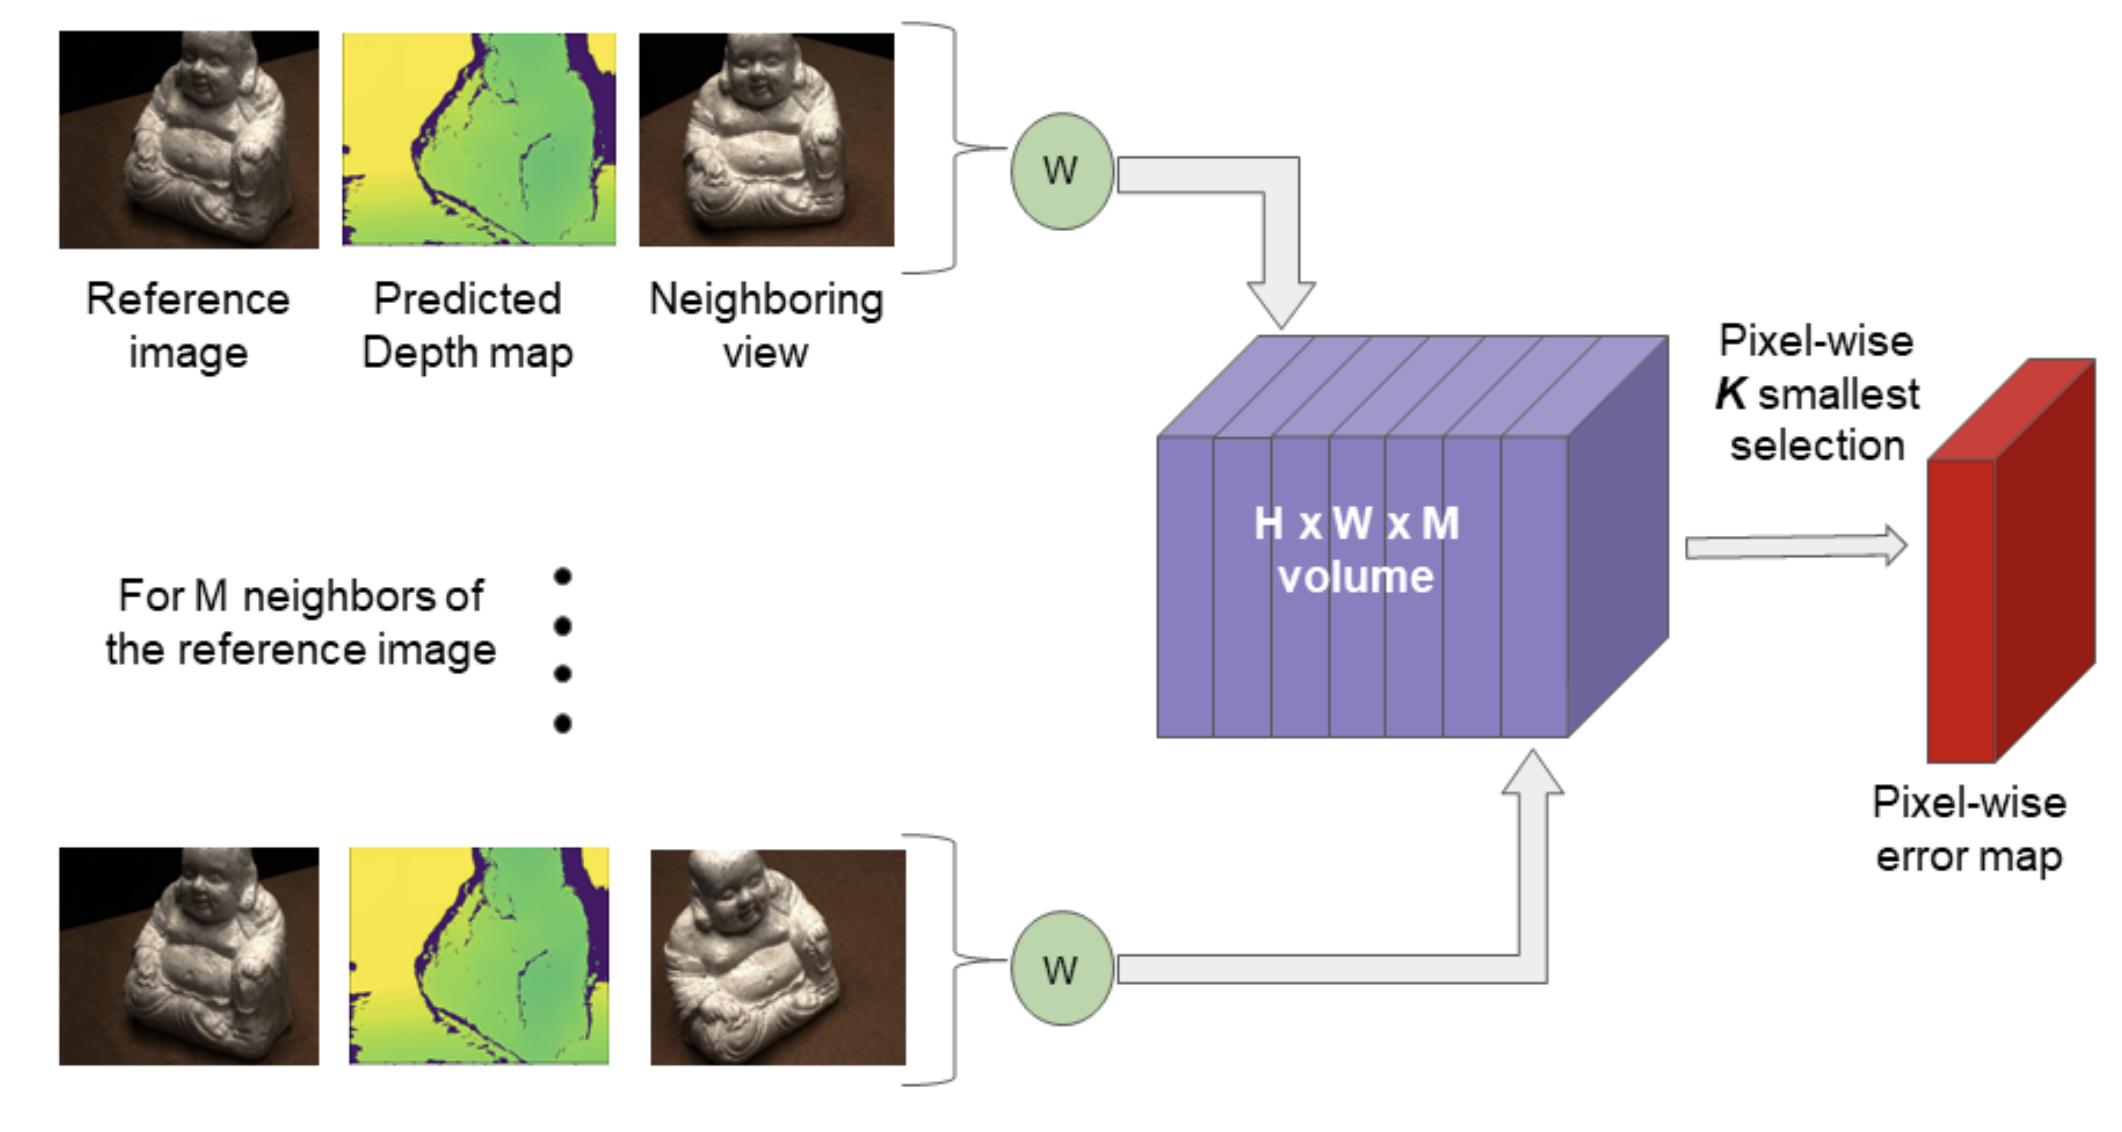 Reference
image
Predicted
Depth map
Neighboring
view
W
For M neighbors of
the reference image
H x W x M
volume
Pixel-wise
K smallest
selection
Pixel-wise
error map
W